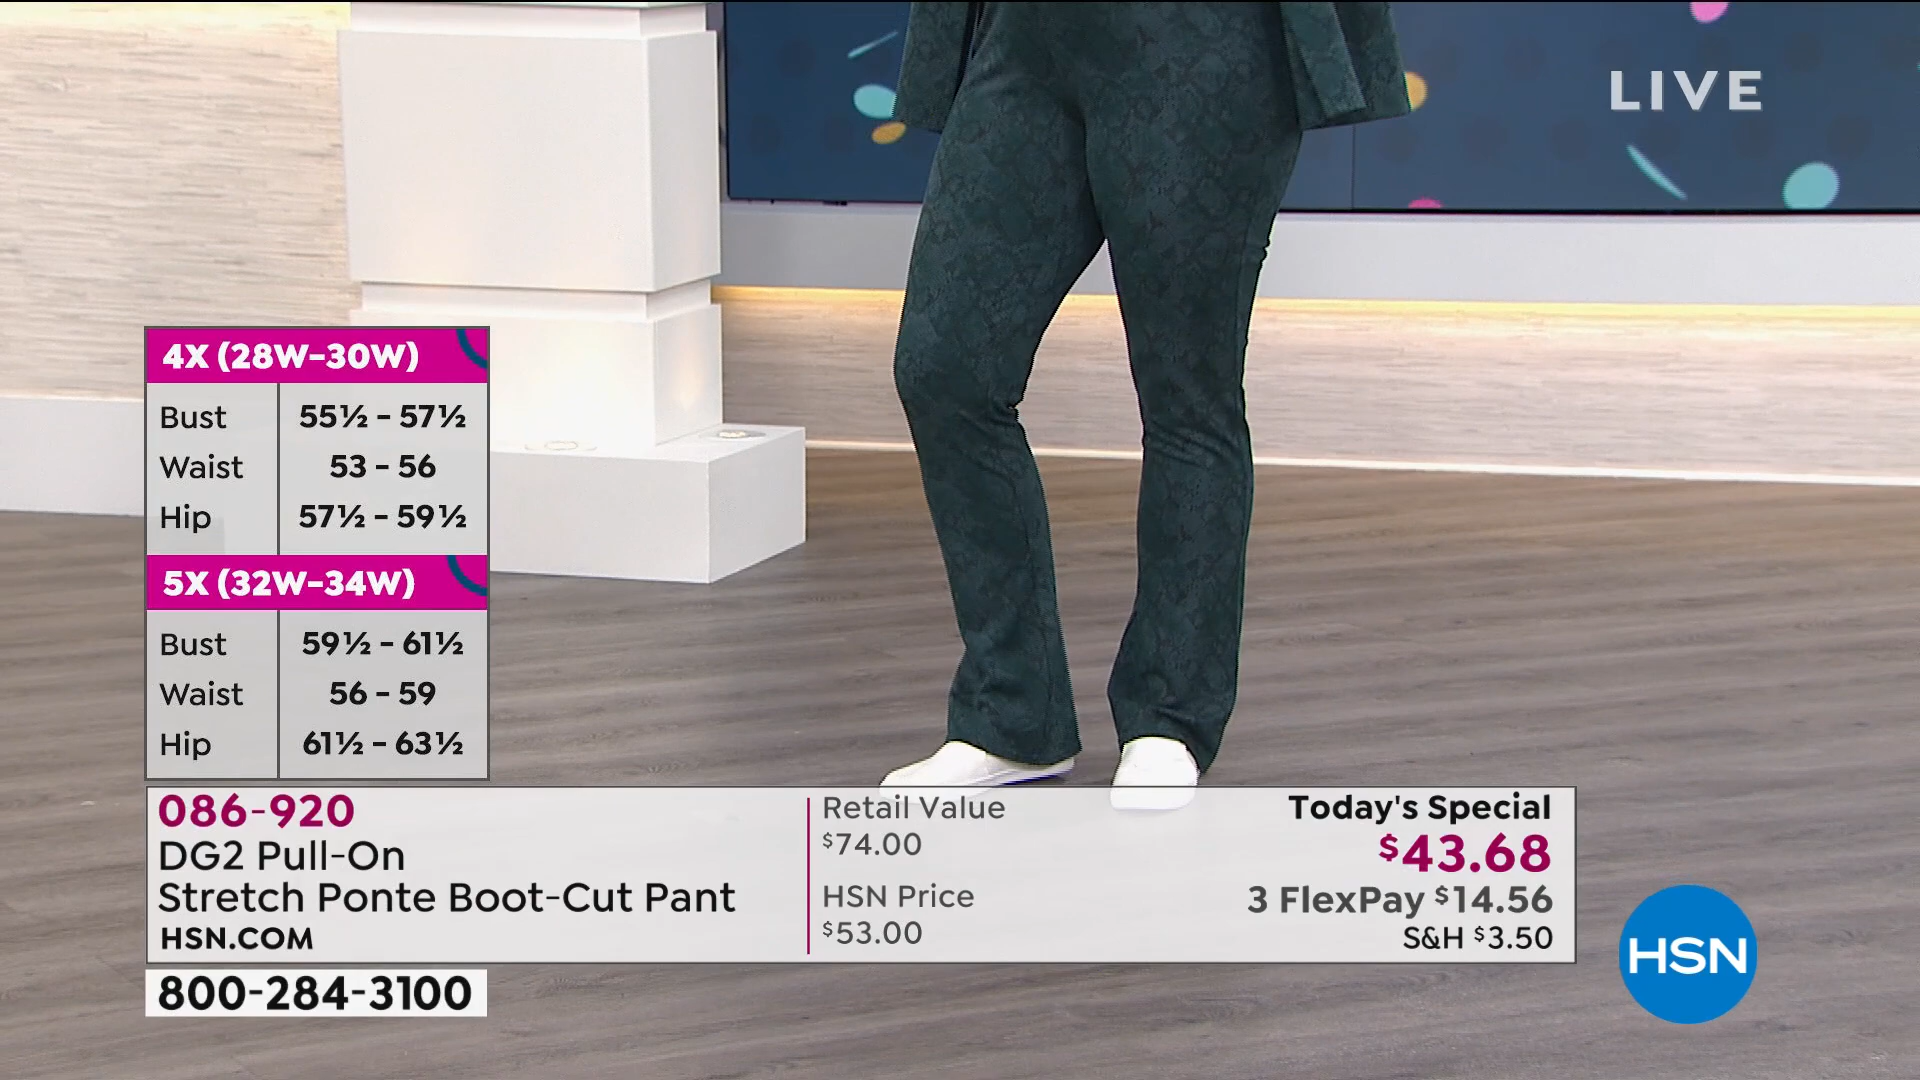 LIVE
4X (28W-30W)
Bust 55½ - 57½
Waist 53 - 56
Hip 57½ - 59½
5X (32W-34W)
Bust 59½ - 61½
Waist 56 - 59
Hip 61½ - 63½
086-920
DG2 Pull-On
Stretch Ponte Boot-Cut Pant
HSN.COM
Retail Value
$74.00
HSN Price
$53.00
Today's Special
$43.68
3 FlexPay $14.56
S&H $3.50
HSN
800-284-3100